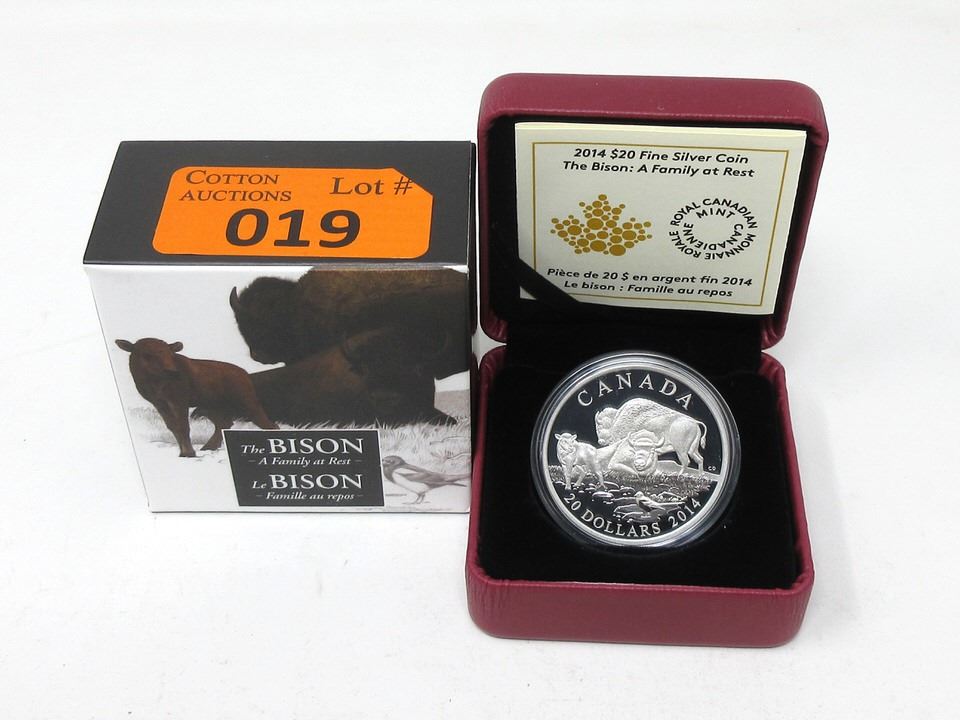 COTTON
AUCTIONS
Lot #
019
The BISON
- A Family at Rest -
Le BISON
- Famille au repos -
2014 $20 Fine Silver Coin
The Bison: A Family at Rest
ROYAL CANADIAN MINT
MONNAIE ROYALE CANADIENNE
Pièce de 20 $ en argent fin 2014
Le bison : Famille au repos
CANADA
CD
20 DOLLARS 2014